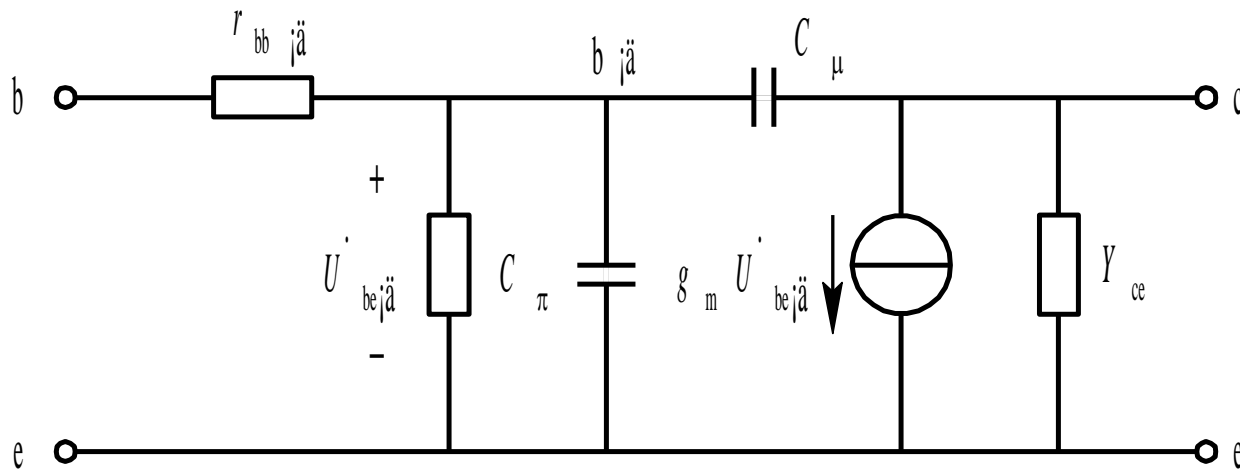 r bb ¡ä
b ¡ä
C μ
b
c
+
U̇ be¡ä
−
C π
g m U̇ be¡ä
Y ce
e
e